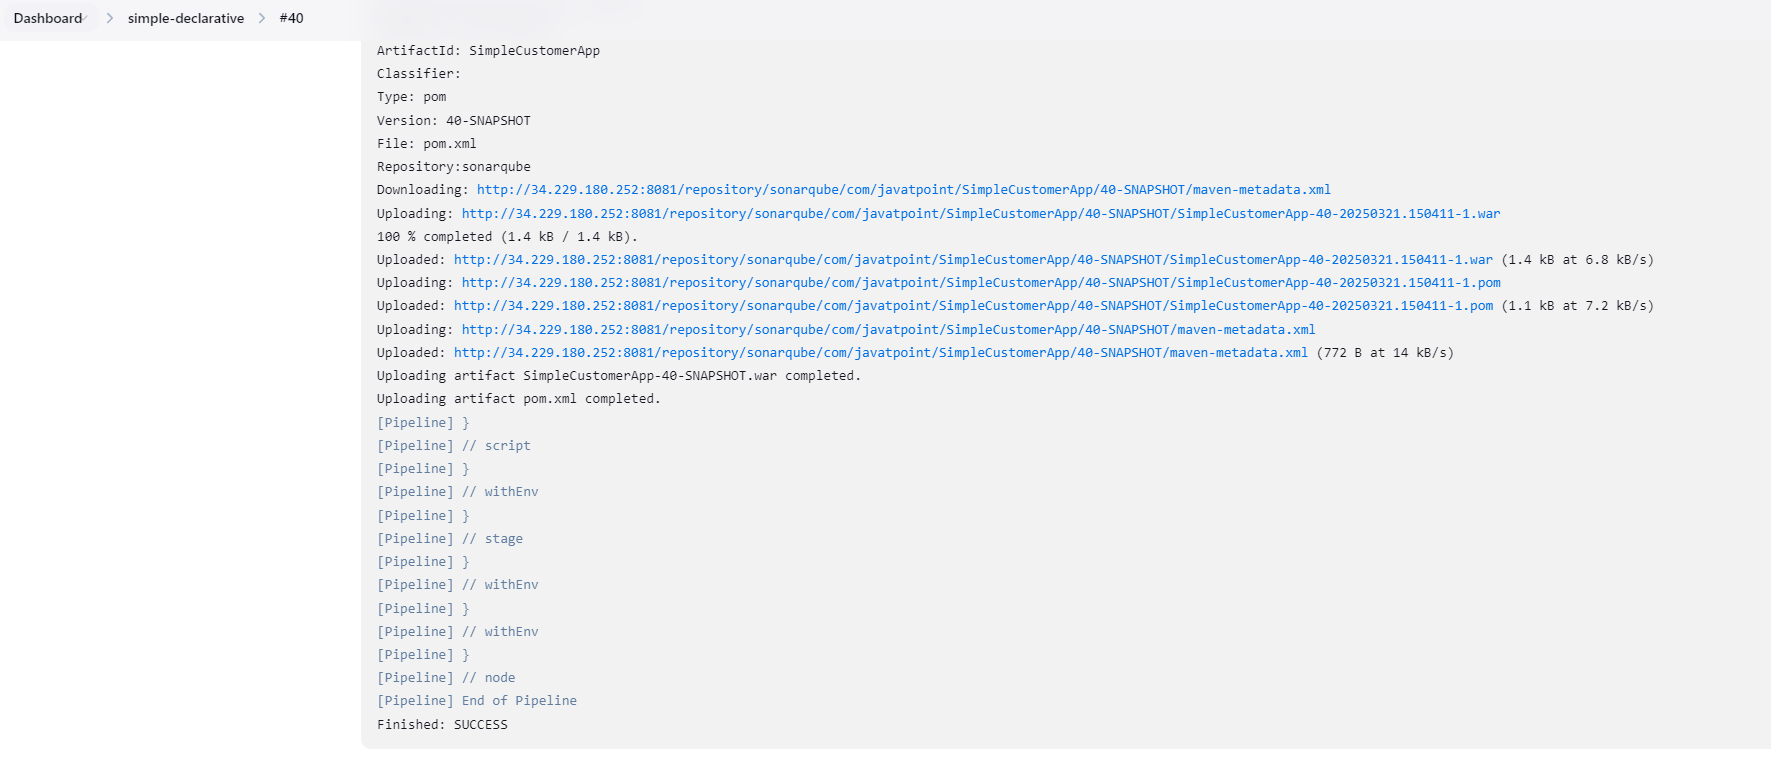 Dashboard > simple-declarative > #40
ArtifactId: SimpleCustomerApp
Classifier:
Type: pom
Version: 40-SNAPSHOT
File: pom.xml
Repository:sonarqube
Downloading: http://34.229.180.252:8081/repository/sonarqube/com/javatpoint/SimpleCustomerApp/40-SNAPSHOT/maven-metadata.xml
Uploading: http://34.229.180.252:8081/repository/sonarqube/com/javatpoint/SimpleCustomerApp/40-SNAPSHOT/SimpleCustomerApp-40-20250321.150411-1.war
100 % completed (1.4 kB / 1.4 kB).
Uploaded: http://34.229.180.252:8081/repository/sonarqube/com/javatpoint/SimpleCustomerApp/40-SNAPSHOT/SimpleCustomerApp-40-20250321.150411-1.war (1.4 kB at 6.8 kB/s)
Uploading: http://34.229.180.252:8081/repository/sonarqube/com/javatpoint/SimpleCustomerApp/40-SNAPSHOT/SimpleCustomerApp-40-20250321.150411-1.pom
Uploaded: http://34.229.180.252:8081/repository/sonarqube/com/javatpoint/SimpleCustomerApp/40-SNAPSHOT/SimpleCustomerApp-40-20250321.150411-1.pom (1.1 kB at 7.2 kB/s)
Uploading: http://34.229.180.252:8081/repository/sonarqube/com/javatpoint/SimpleCustomerApp/40-SNAPSHOT/maven-metadata.xml
Uploaded: http://34.229.180.252:8081/repository/sonarqube/com/javatpoint/SimpleCustomerApp/40-SNAPSHOT/maven-metadata.xml (772 B at 14 kB/s)
Uploading artifact SimpleCustomerApp-40-SNAPSHOT.war completed.
Uploading artifact pom.xml completed.
[Pipeline] }
[Pipeline] // script
[Pipeline] }
[Pipeline] // withEnv
[Pipeline] }
[Pipeline] // stage
[Pipeline] }
[Pipeline] // withEnv
[Pipeline] }
[Pipeline] // withEnv
[Pipeline] }
[Pipeline] // node
[Pipeline] End of Pipeline
Finished: SUCCESS